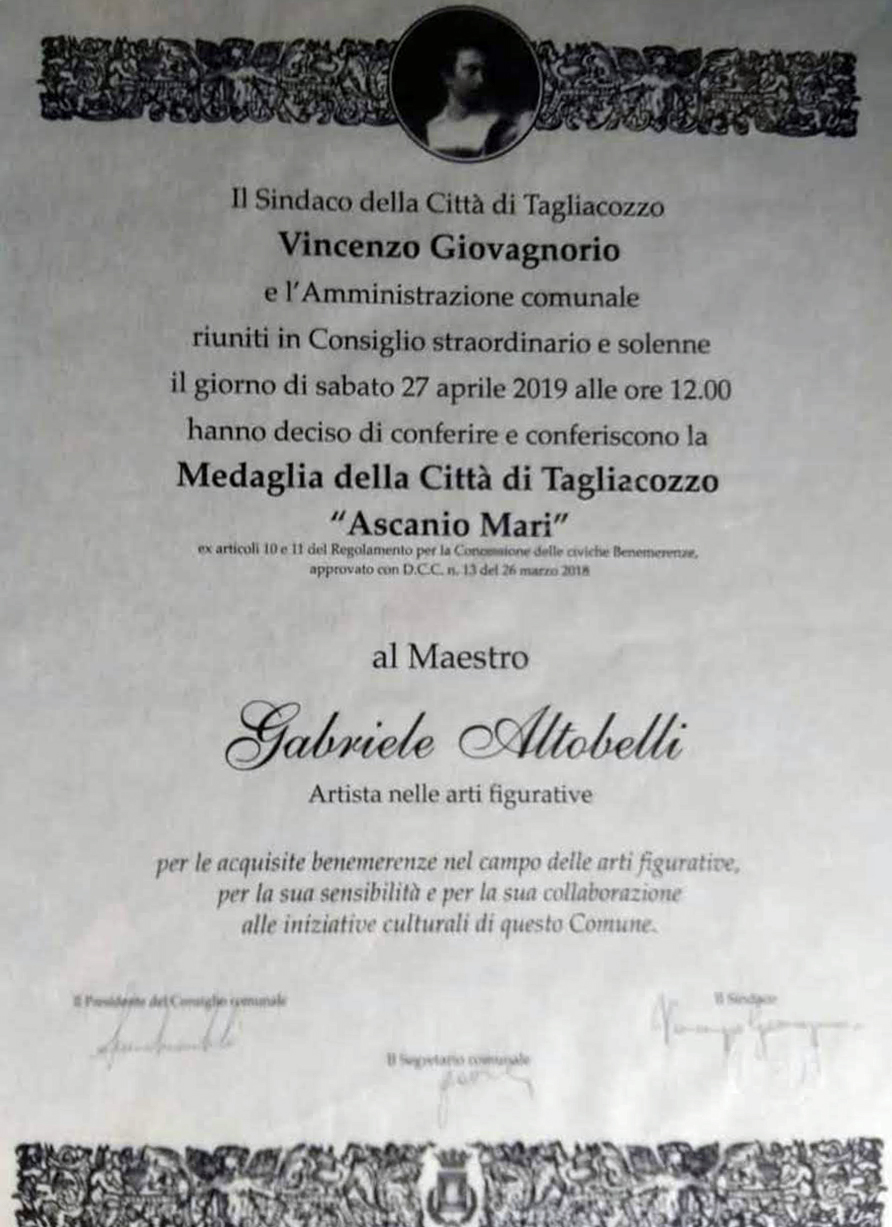 Il Sindaco della Città di Tagliacozzo
Vincenzo Giovagnorio
e l'Amministrazione comunale
riuniti in Consiglio straordinario e solenne
il giorno di sabato 27 aprile 2019 alle ore 12.00
hanno deciso di conferire e conferiscono la
Medaglia della Città di Tagliacozzo
"Ascanio Mari"
ex articoli 10 e 11 del Regolamento per la Concessione delle civiche Benemerenze,
approvato con D.C.C. n. 13 del 26 marzo 2018
al Maestro
Gabriele Altobelli
Artista nelle arti figurative
per le acquisite benemerenze nel campo delle arti figurative,
per la sua sensibilità e per la sua collaborazione
alle iniziative culturali di questo Comune.
Il Presidente del Consiglio comunale
Il Sindaco
Il Segretario comunale